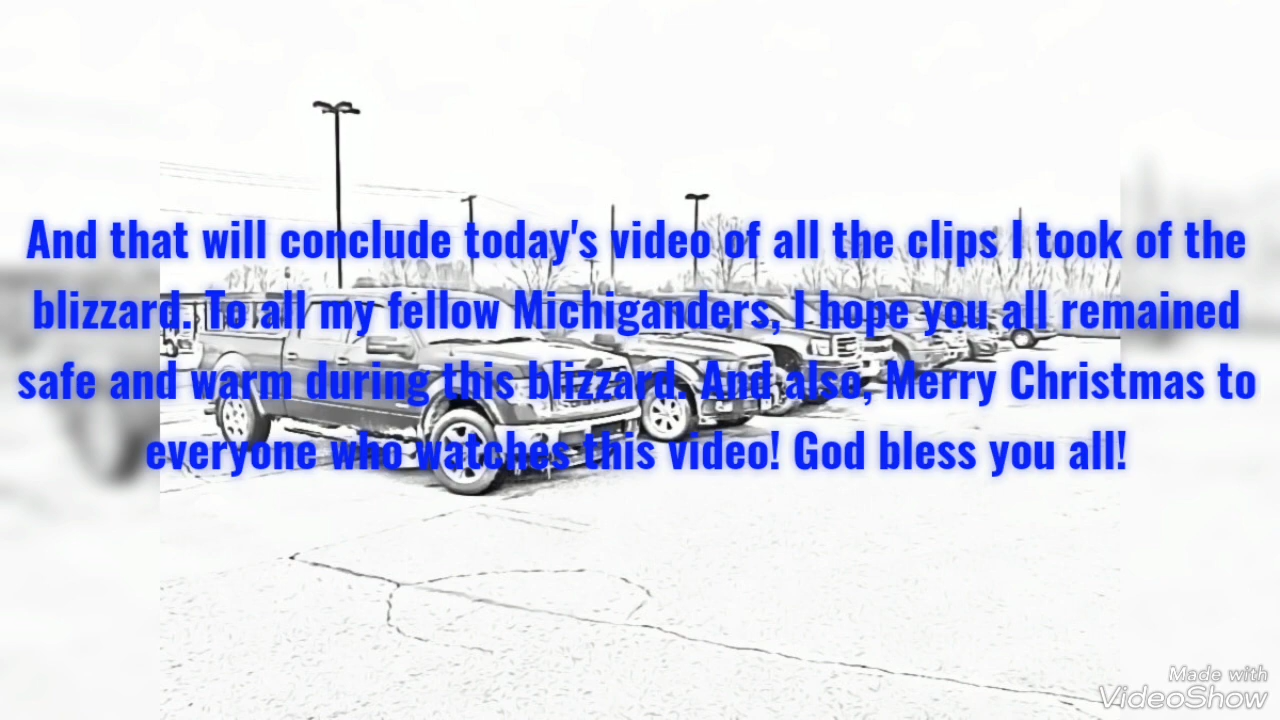 And that will conclude today's video of all the clips I took of the
blizzard. To all my fellow Michiganders, I hope you all remained
safe and warm during this blizzard. And also, Merry Christmas to
everyone who watches this video! God bless you all!
Made with
VideoShow